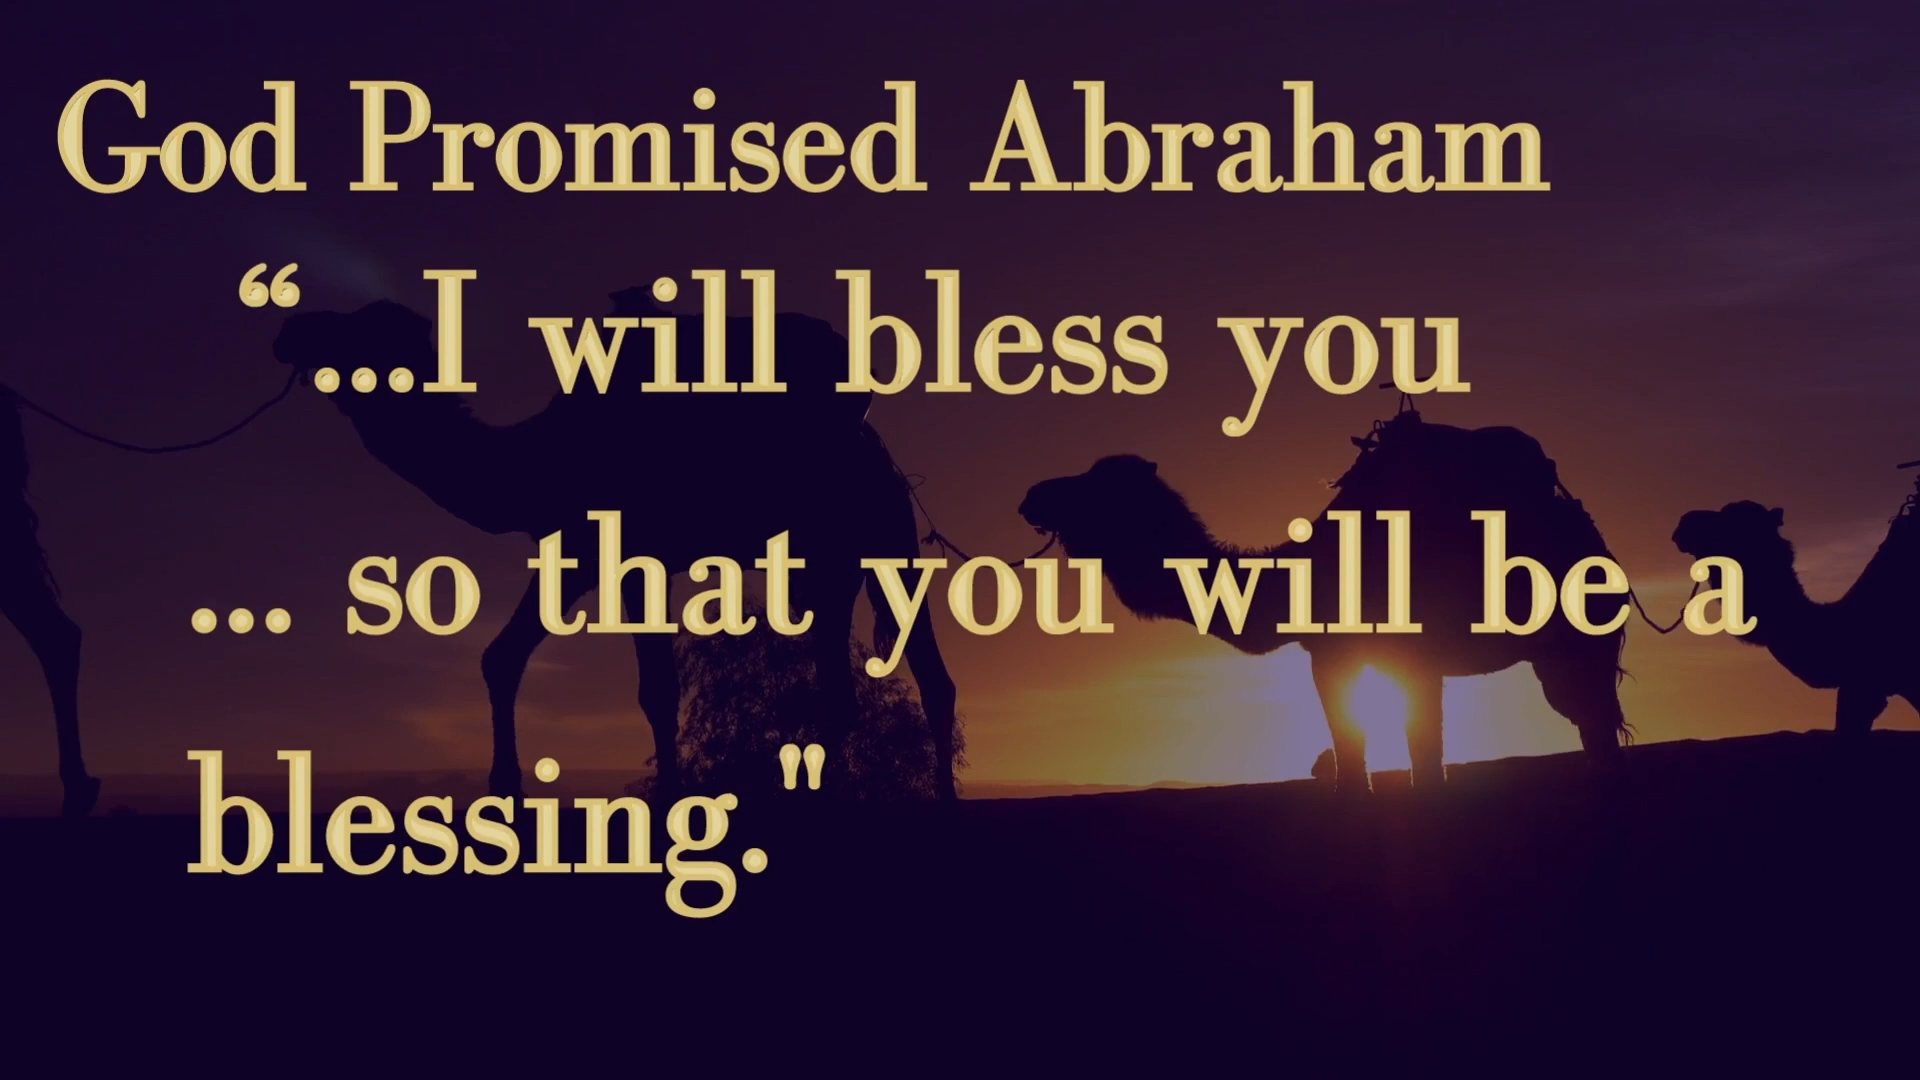 God Promised Abraham
“...I will bless you
... so that you will be a
blessing."